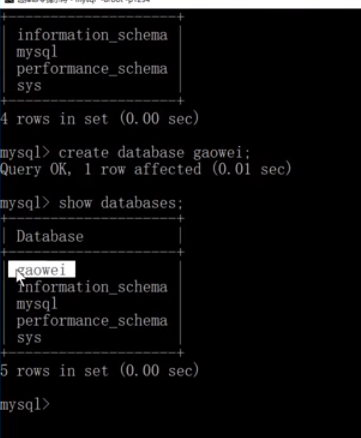 +--------------------+
| information_schema |
| mysql |
| performance_schema |
| sys |
+--------------------+
4 rows in set (0.00 sec)
mysql> create database gaowei;
Query OK, 1 row affected (0.01 sec)
mysql> show databases;
+--------------------+
| Database |
+--------------------+
| gaowei |
| information_schema |
| mysql |
| performance_schema |
| sys |
+--------------------+
5 rows in set (0.00 sec)
mysql>